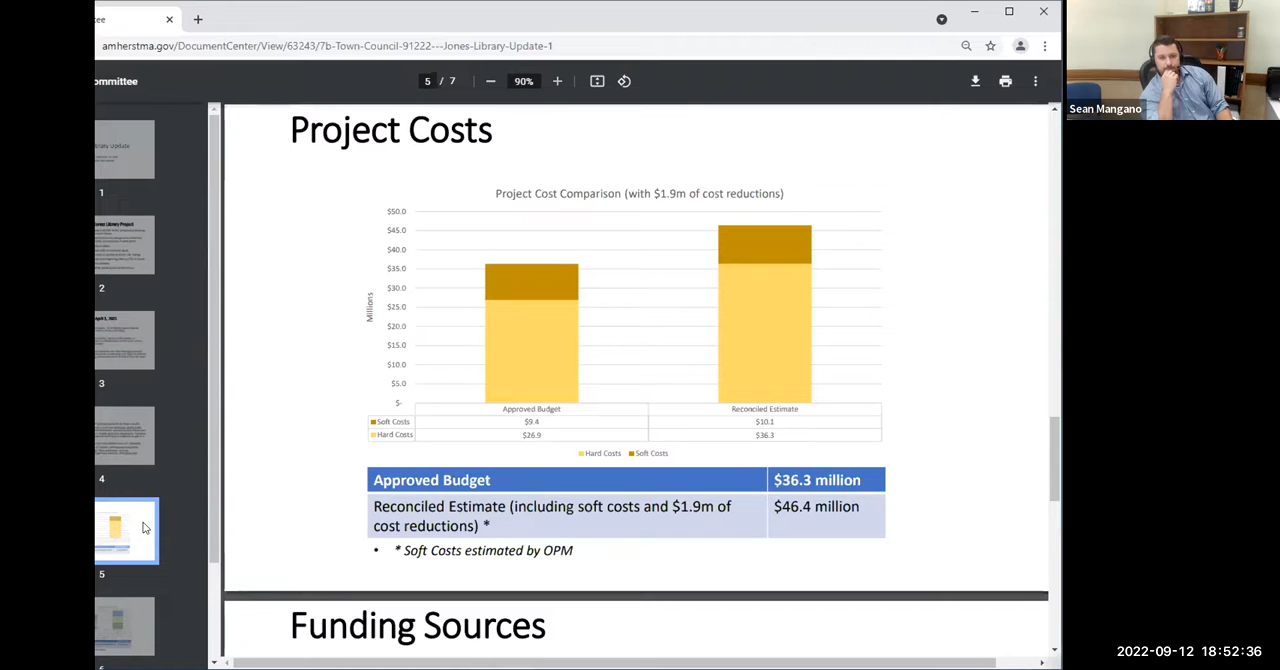 tee
amherstma.gov/DocumentCenter/View/63243/7b-Town-Council-91222---Jones-Library-Update-1
ommittee
5 / 7
90%
Sean Mangano
1
2
3
4
5
Project Costs
Project Cost Comparison (with $1.9m of cost reductions)
Millions
$50.0
$45.0
$40.0
$35.0
$30.0
$25.0
$20.0
$15.0
$10.0
$5.0
$-
Approved Budget Reconciled Estimate
Soft Costs $9.4 $10.1
Hard Costs $26.9 $36.3
Hard Costs Soft Costs
Approved Budget $36.3 million
Reconciled Estimate (including soft costs and $1.9m of $46.4 million
cost reductions) *
• * Soft Costs estimated by OPM
Funding Sources
2022-09-12 18:52:36